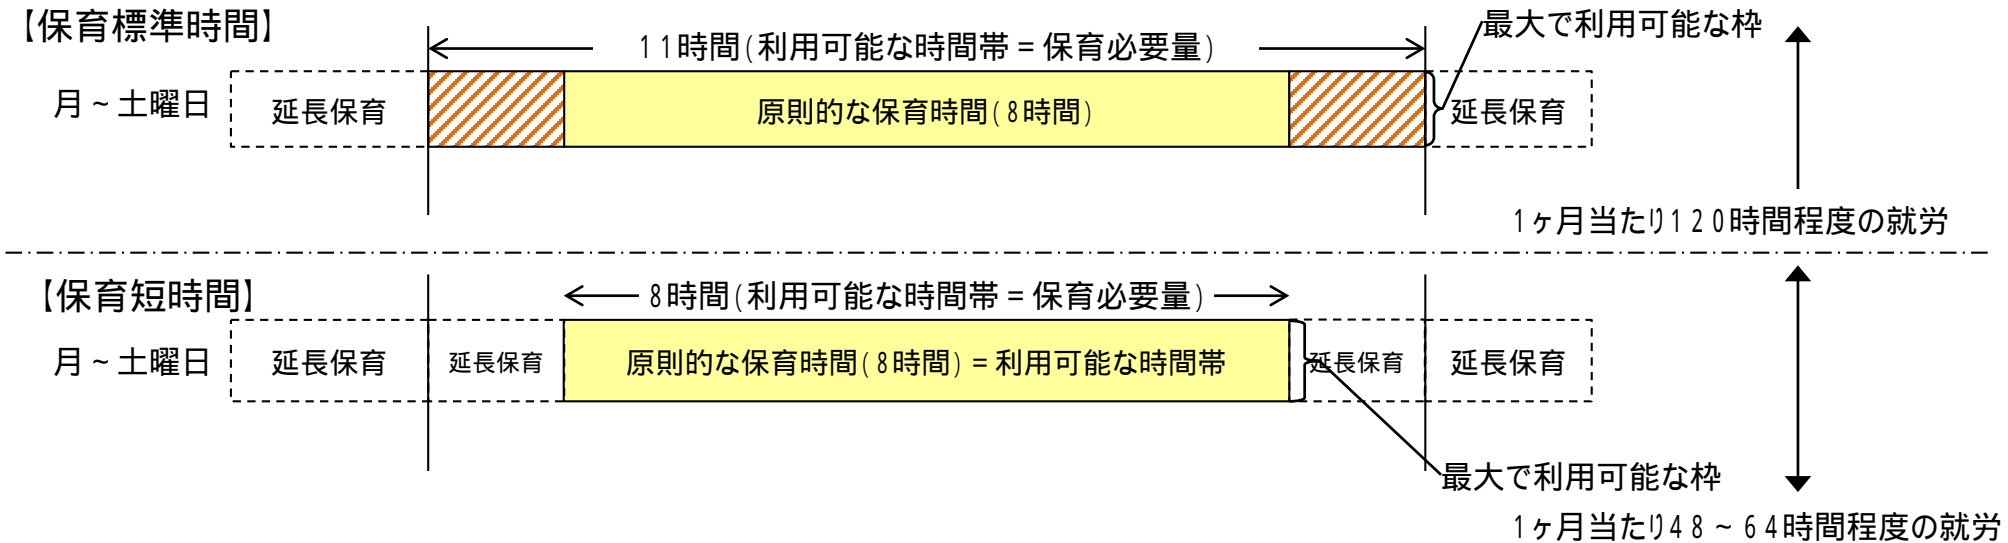 【保育標準時間】
最大で利用可能な枠
11時間(利用可能な時間帯=保育必要量)
月~土曜日
延長保育
原則的な保育時間(8時間)
延長保育
1ヶ月当たり120時間程度の就労
【保育短時間】
8時間(利用可能な時間帯=保育必要量)
月~土曜日
延長保育
延長保育
原則的な保育時間(8時間)=利用可能な時間帯
延長保育
延長保育
最大で利用可能な枠
1ヶ月当たり48~64時間程度の就労